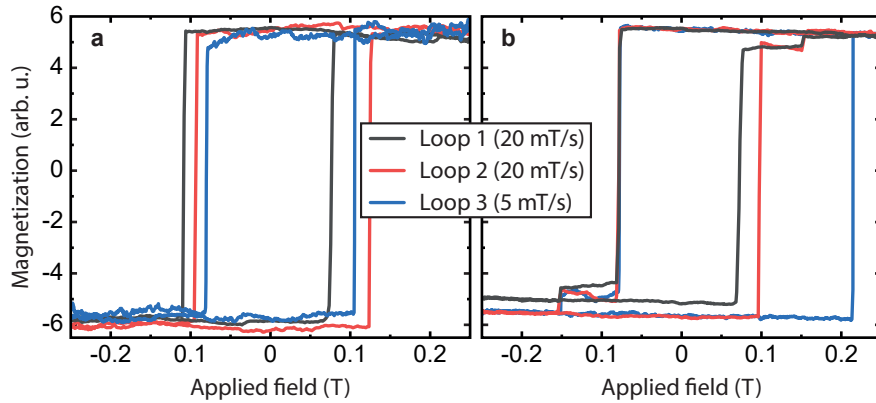 6
4
2
0
-2
-4
-6
Magnetization (arb. u.)
a
b
Loop 1 (20 mT/s)
Loop 2 (20 mT/s)
Loop 3 (5 mT/s)
-0.2 0.1 0 0.1 0.2
-0.2 0.1 0 0.1 0.2
Applied field (T)
Applied field (T)